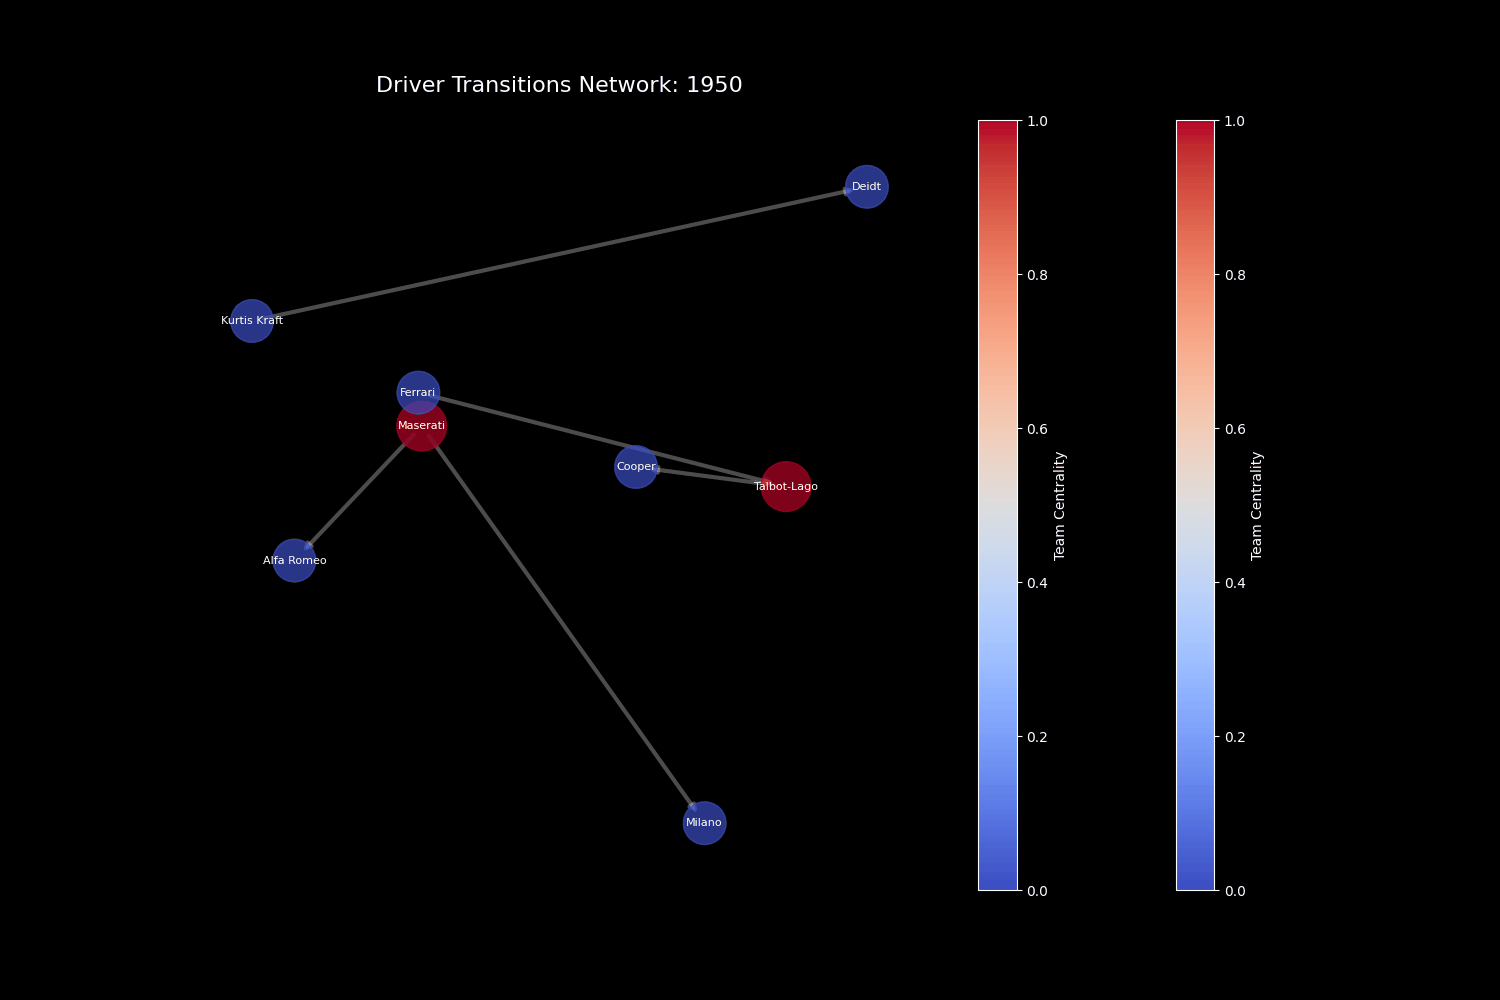 Driver Transitions Network: 1950
Deidt
Kurtis Kraft
Ferrari
Maserati
Cooper
Talbot-Lago
Alfa Romeo
Milano
1.0
0.8
0.6
0.4
0.2
0.0
Team Centrality
1.0
0.8
0.6
0.4
0.2
0.0
Team Centrality